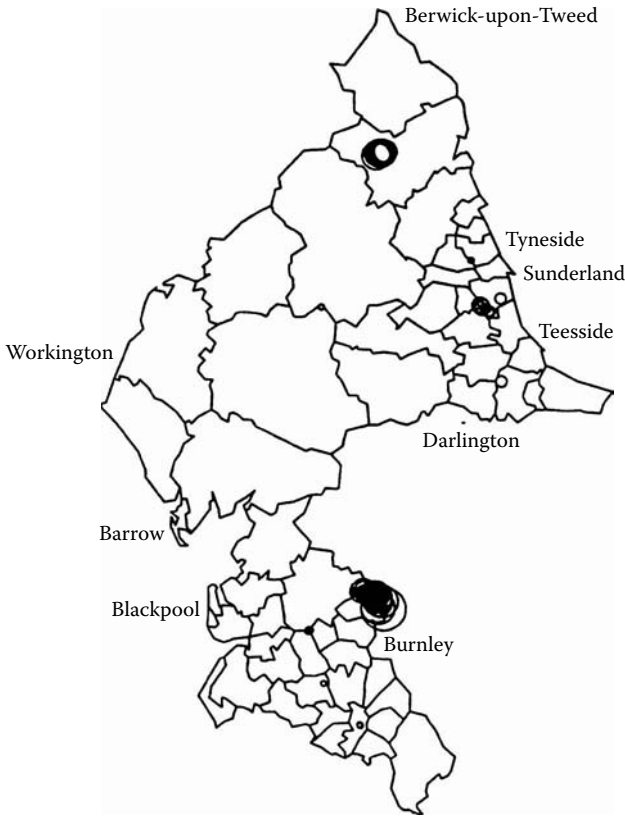 Berwick-upon-Tweed
Tyneside
Sunderland
Teesside
Workington
Darlington
Barrow
Blackpool
Burnley